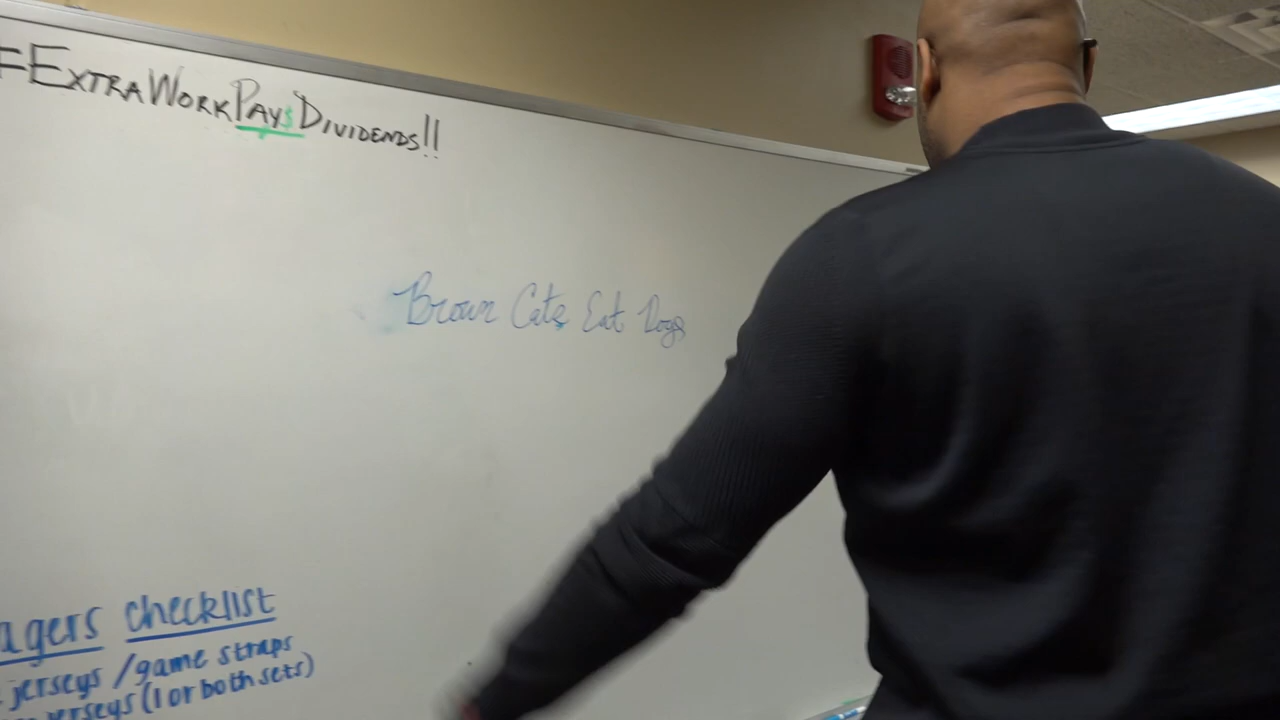 #ExtraWorkPay$Dividends!!
Brown Cats Eat Dogs
agers checklist
jerseys/game straps
jerseys (1 or both sets)